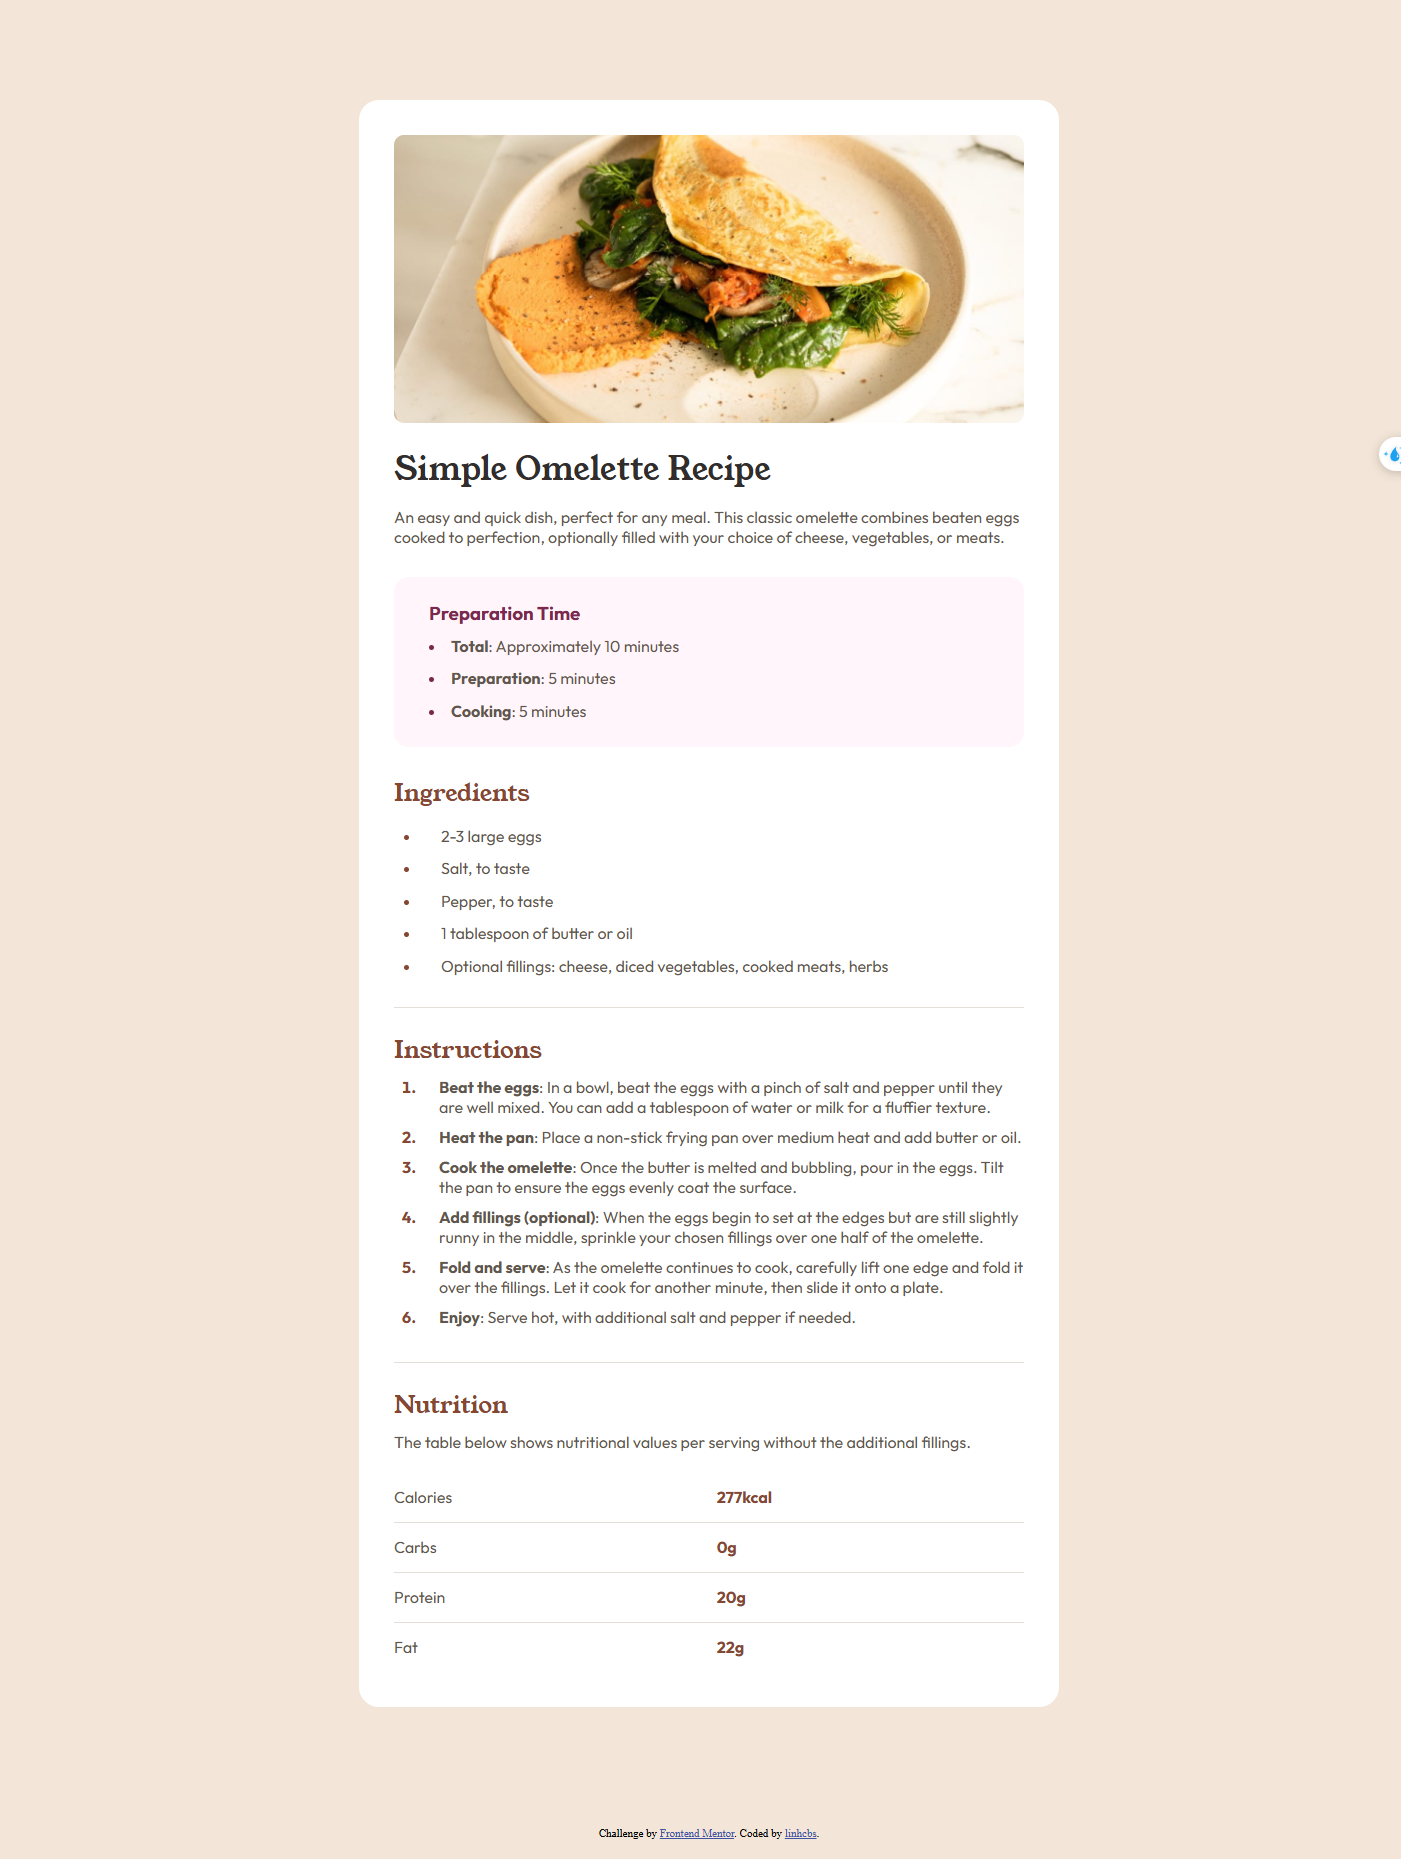 Simple Omelette Recipe
An easy and quick dish, perfect for any meal. This classic omelette combines beaten eggs
cooked to perfection, optionally filled with your choice of cheese, vegetables, or meats.
Preparation Time
• Total: Approximately 10 minutes
• Preparation: 5 minutes
• Cooking: 5 minutes
Ingredients
• 2-3 large eggs
• Salt, to taste
• Pepper, to taste
• 1 tablespoon of butter or oil
• Optional fillings: cheese, diced vegetables, cooked meats, herbs
Instructions
1. Beat the eggs: In a bowl, beat the eggs with a pinch of salt and pepper until they
are well mixed. You can add a tablespoon of water or milk for a fluffier texture.
2. Heat the pan: Place a non-stick frying pan over medium heat and add butter or oil.
3. Cook the omelette: Once the butter is melted and bubbling, pour in the eggs. Tilt
the pan to ensure the eggs evenly coat the surface.
4. Add fillings (optional): When the eggs begin to set at the edges but are still slightly
runny in the middle, sprinkle your chosen fillings over one half of the omelette.
5. Fold and serve: As the omelette continues to cook, carefully lift one edge and fold it
over the fillings. Let it cook for another minute, then slide it onto a plate.
6. Enjoy: Serve hot, with additional salt and pepper if needed.
Nutrition
The table below shows nutritional values per serving without the additional fillings.
Calories 277kcal
Carbs 0g
Protein 20g
Fat 22g
Challenge by Frontend Mentor. Coded by linhcbs.